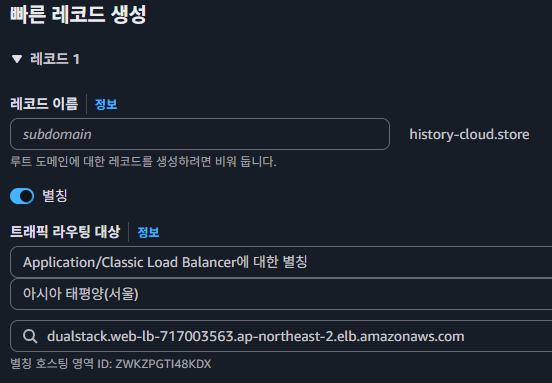 빠른 레코드 생성
▼ 레코드 1
레코드 이름 정보
subdomain history-cloud.store
루트 도메인에 대한 레코드를 생성하려면 비워 둡니다.
별칭
트래픽 라우팅 대상 정보
Application/Classic Load Balancer에 대한 별칭
아시아 태평양(서울)
dualstack.web-lb-717003563.ap-northeast-2.elb.amazonaws.com
별칭 호스팅 영역 ID: ZWKZPGTI48KDX